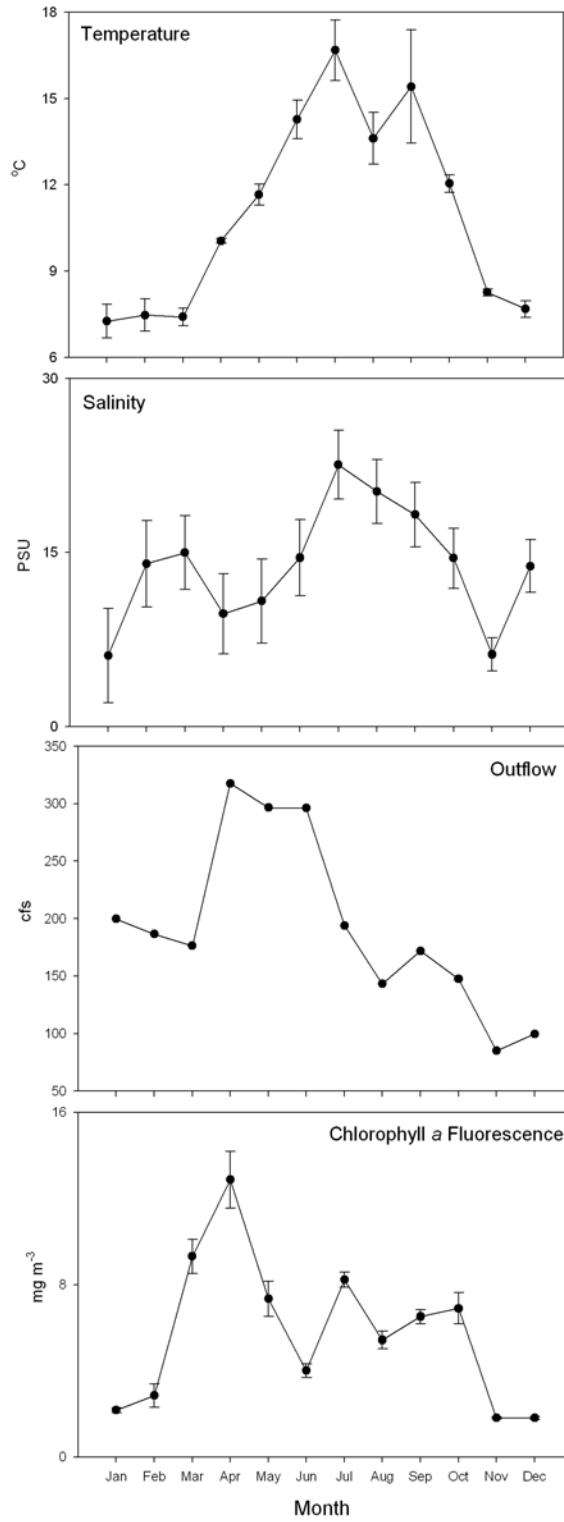 Temperature
18
15
12
9
6
°C
Salinity
30
15
0
PSU
Outflow
350
300
250
200
150
100
50
cfs
Chlorophyll a Fluorescence
16
8
0
mg m⁻³
Jan Feb Mar Apr May Jun Jul Aug Sep Oct Nov Dec
Month